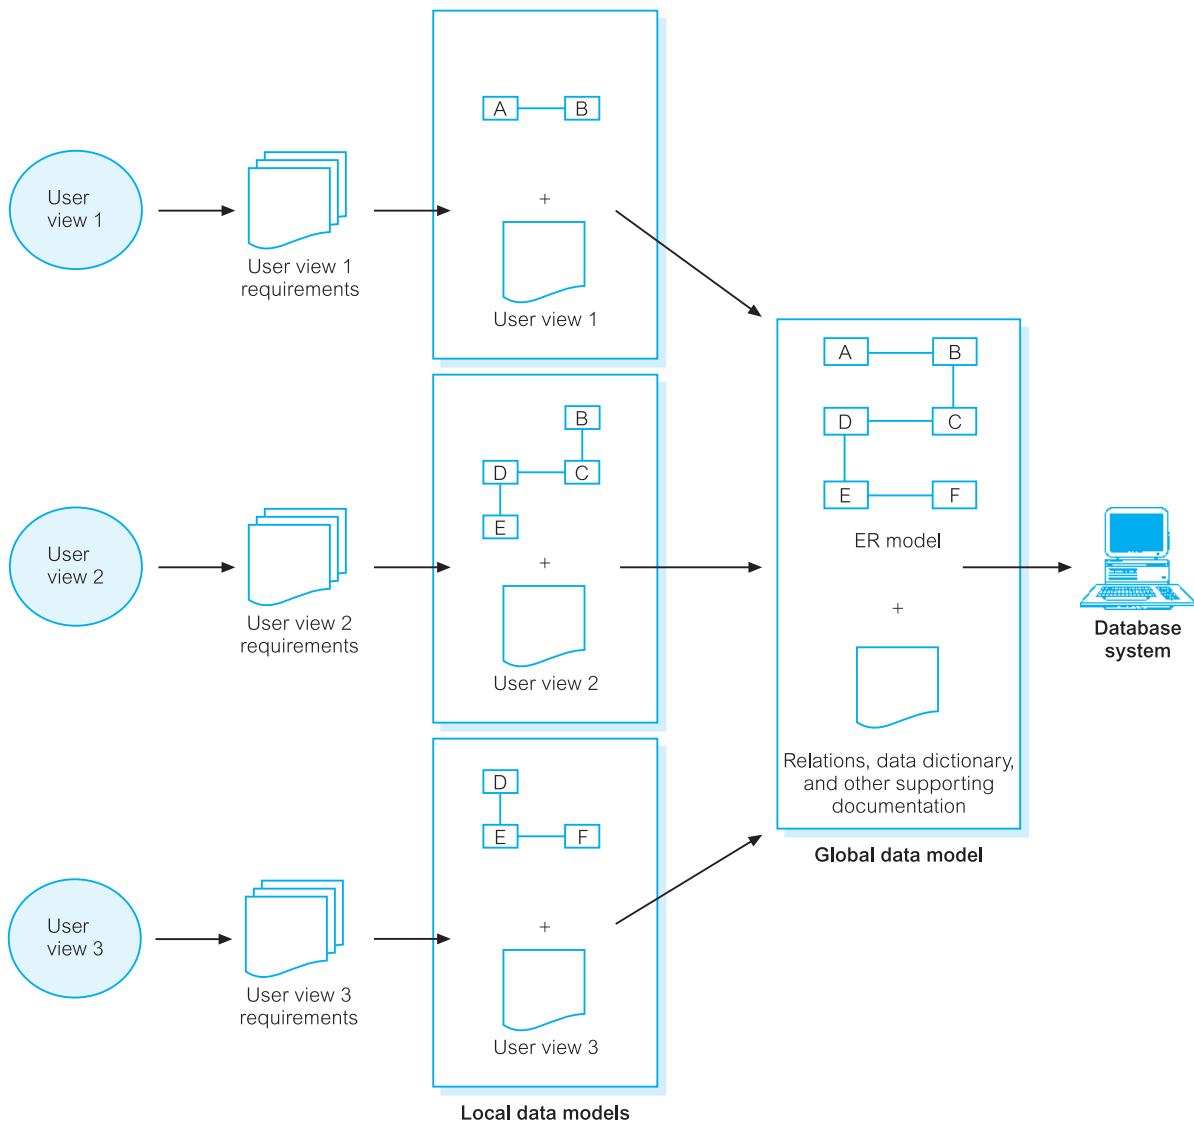 User
view 1
User view 1
requirements
A
B
+
User view 1
User
view 2
User view 2
requirements
B
D
C
E
+
User view 2
User
view 3
User view 3
requirements
D
E
F
+
User view 3
Local data models
A
B
D
C
E
F
ER model
+
Relations, data dictionary,
and other supporting
documentation
Global data model
Database
system